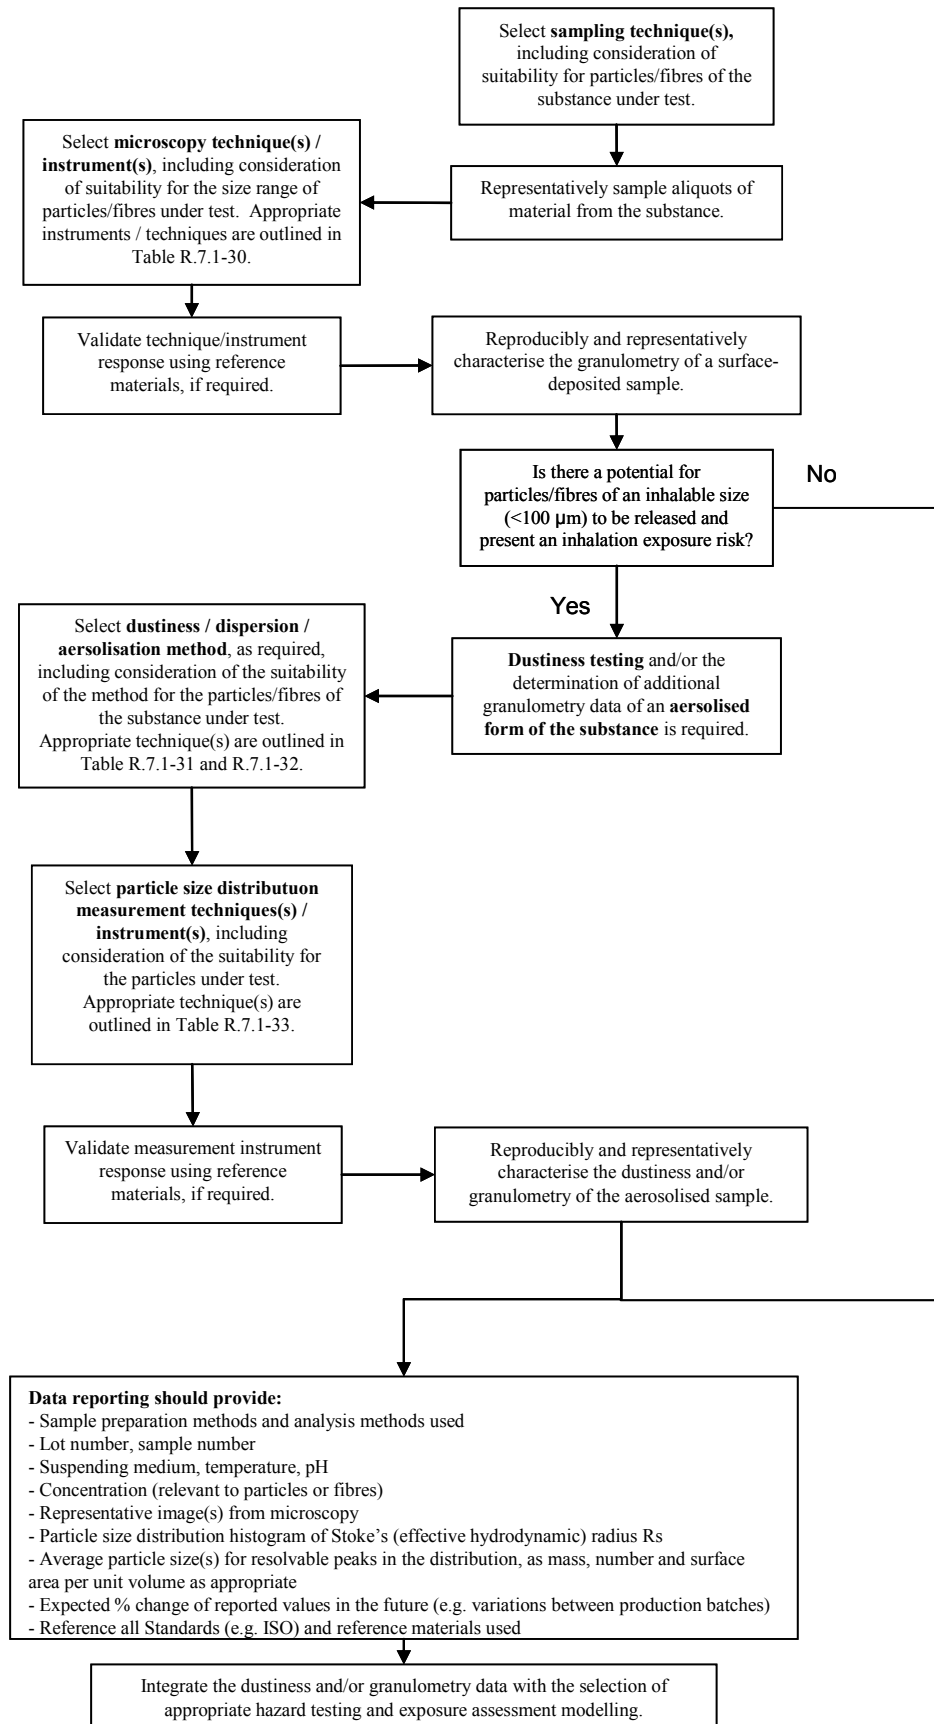 Select sampling technique(s),
including consideration of
suitability for particles/fibres of the
substance under test.
Representatively sample aliquots of
material from the substance.
Select microscopy technique(s) /
instrument(s), including consideration
of suitability for the size range of
particles/fibres under test. Appropriate
instruments / techniques are outlined in
Table R.7.1-30.
Validate technique/instrument
response using reference
materials, if required.
Reproducibly and representatively
characterise the granulometry of a surface-
deposited sample.
Is there a potential for
particles/fibres of an inhalable size
(<100 µm) to be released and
present an inhalation exposure risk?
No
Yes
Dustiness testing and/or the
determination of additional
granulometry data of an aersolised
form of the substance is required.
Select dustiness / dispersion /
aersolisation method, as required,
including consideration of the suitability
of the method for the particles/fibres of
the substance under test.
Appropriate technique(s) are outlined in
Table R.7.1-31 and R.7.1-32.
Select particle size distributuon
measurement techniques(s) /
instrument(s), including
consideration of the suitability for
the particles under test.
Appropriate technique(s) are
outlined in Table R.7.1-33.
Validate measurement instrument
response using reference
materials, if required.
Reproducibly and representatively
characterise the dustiness and/or
granulometry of the aerosolised sample.
Data reporting should provide:
- Sample preparation methods and analysis methods used
- Lot number, sample number
- Suspending medium, temperature, pH
- Concentration (relevant to particles or fibres)
- Representative image(s) from microscopy
- Particle size distribution histogram of Stoke's (effective hydrodynamic) radius Rs
- Average particle size(s) for resolvable peaks in the distribution, as mass, number and surface
area per unit volume as appropriate
- Expected % change of reported values in the future (e.g. variations between production batches)
- Reference all Standards (e.g. ISO) and reference materials used
Integrate the dustiness and/or granulometry data with the selection of
appropriate hazard testing and exposure assessment modelling.